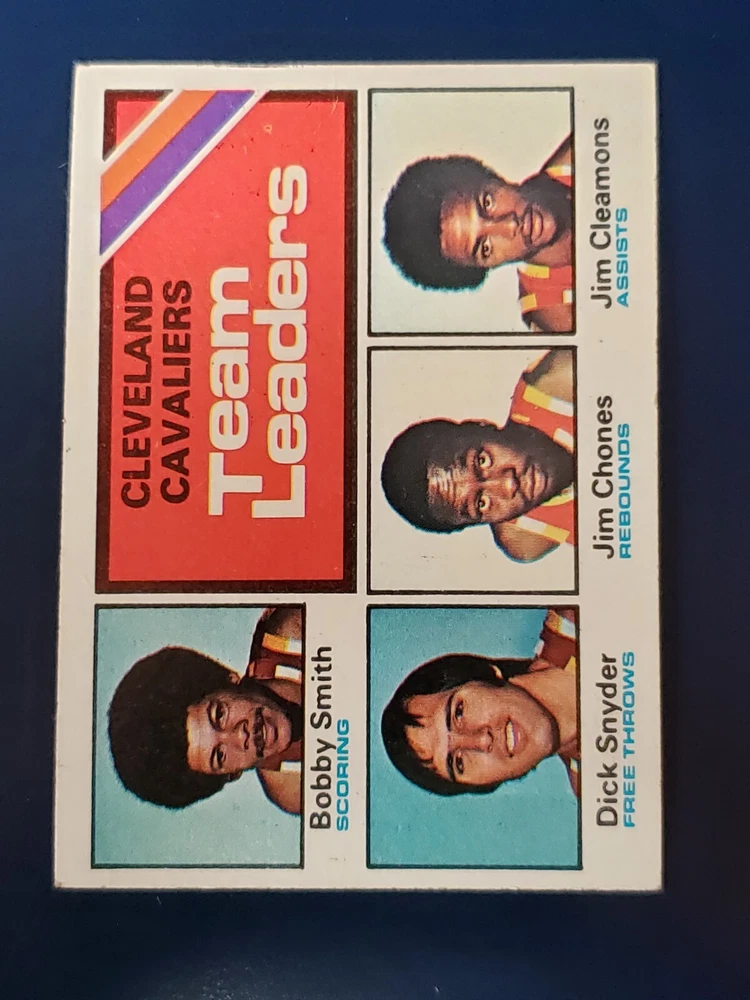 CLEVELAND
CAVALIERS
Team
Leaders
Bobby Smith
SCORING
Dick Snyder
FREE THROWS
Jim Chones
REBOUNDS
Jim Cleamons
ASSISTS